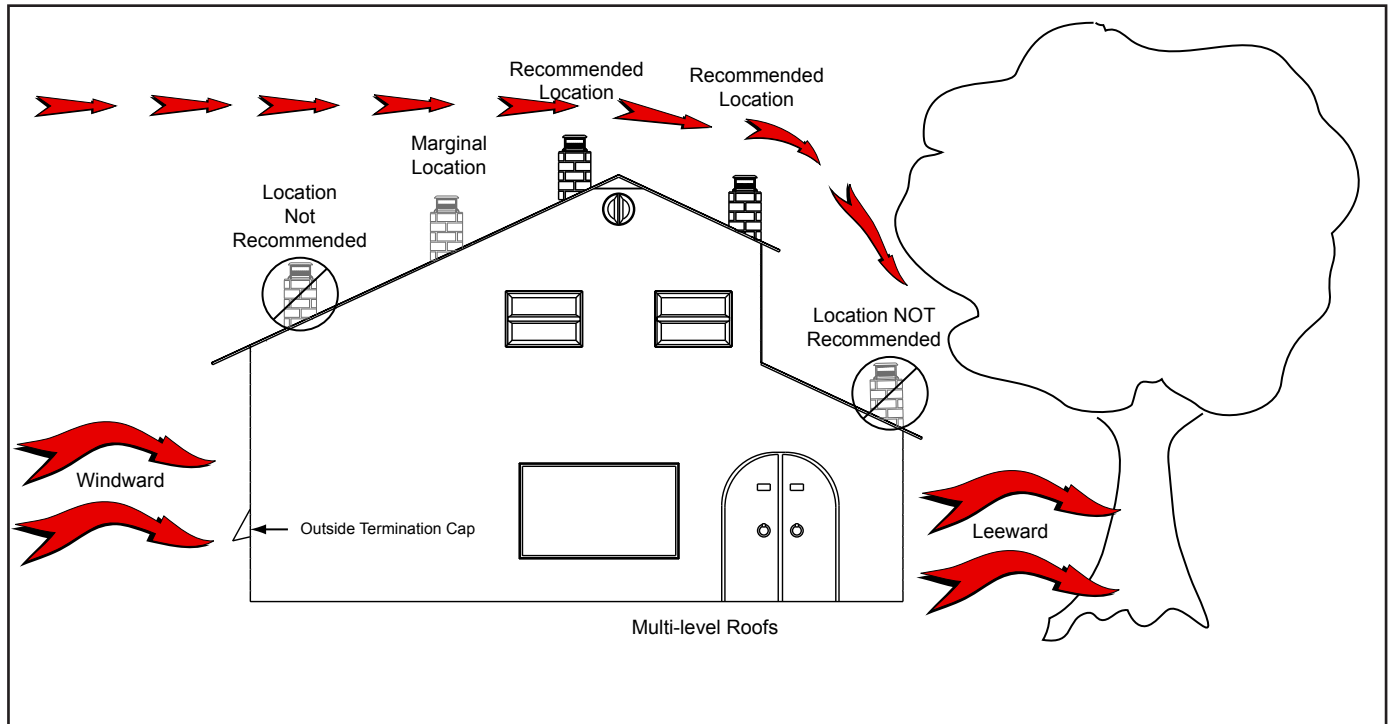 Recommended
Location
Recommended
Location
Marginal
Location
Location
Not
Recommended
Location NOT
Recommended
Windward
Outside Termination Cap
Leeward
Multi-level Roofs